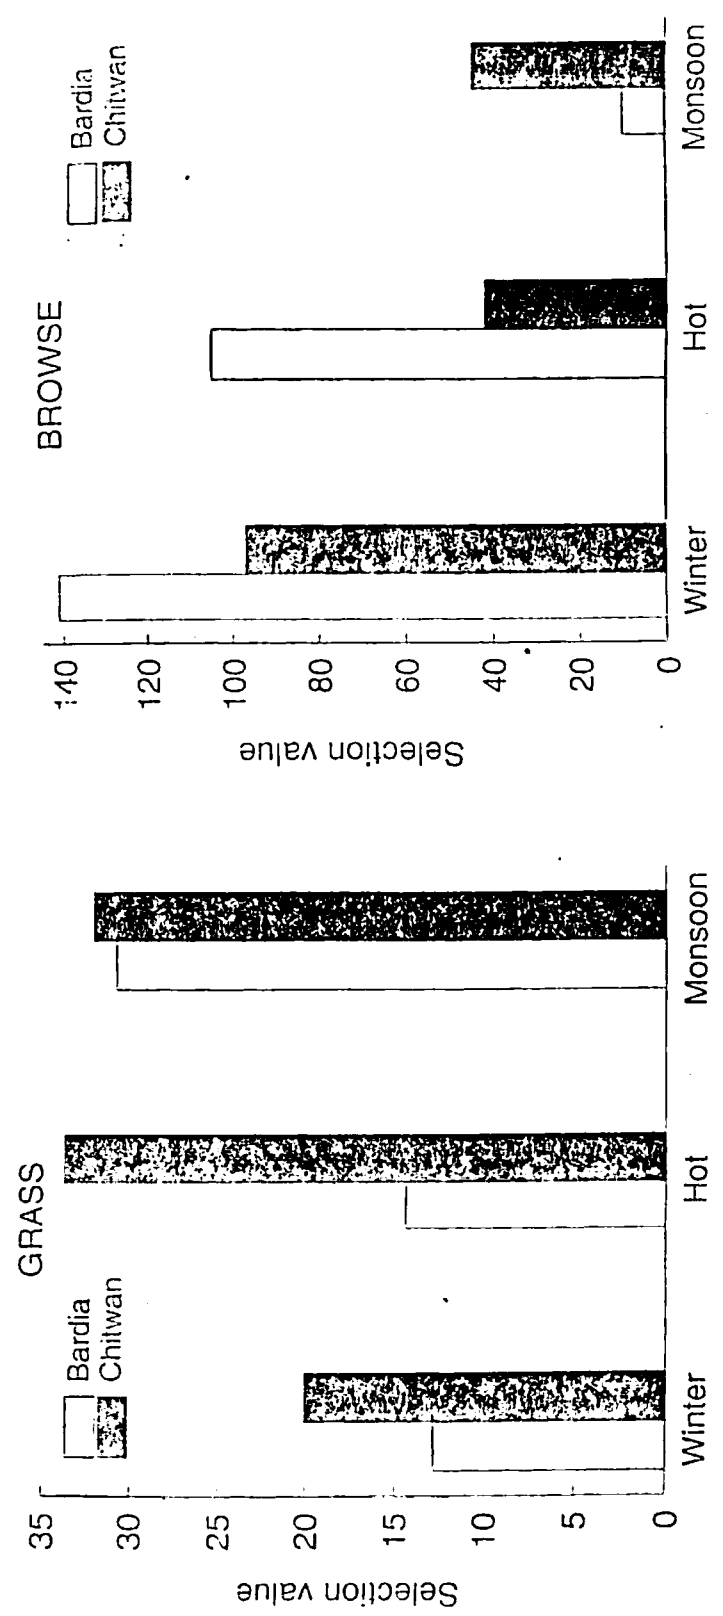 GRASS
Bardia
Chitwan
Selection value
35
30
25
20
15
10
5
0
Winter
Hot
Monsoon
BROWSE
Bardia
Chitwan
Selection value
140
120
100
80
60
40
20
0
Winter
Hot
Monsoon